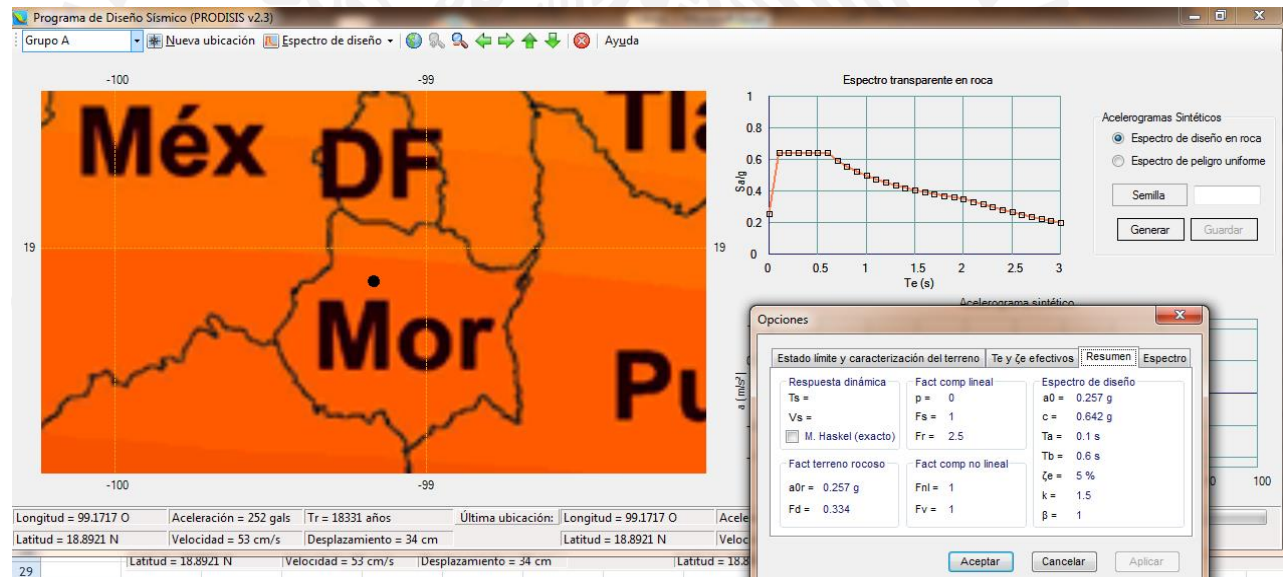 Programa de Diseño Sísmico (PRODISIS v2.3)
Grupo A
Nueva ubicación
Espectro de diseño
Ayuda
-100
-99
Méx
DF
Tla
19
19
Mor
Pu
-100
-99
Espectro transparente en roca
1
0.8
0.6
0.4
0.2
0
Sa/g
0
0.5
1
1.5
2
2.5
3
Te (s)
Acelerogramas Sintéticos
Espectro de diseño en roca
Espectro de peligro uniforme
Semilla
Generar
Guardar
Acelerograma sintético
a [m/s²]
0
100
Opciones
Estado límite y caracterización del terreno
Te y ζe efectivos
Resumen
Espectro
Respuesta dinámica
Ts =
Vs =
M. Haskel (exacto)
Fact terreno rocoso
a0r = 0.257 g
Fd = 0.334
Fact comp lineal
p = 0
Fs = 1
Fr = 2.5
Fact comp no lineal
Fnl = 1
Fv = 1
Espectro de diseño
a0 = 0.257 g
c = 0.642 g
Ta = 0.1 s
Tb = 0.6 s
ζe = 5 %
k = 1.5
β = 1
Aceptar
Cancelar
Aplicar
Longitud = 99.1717 O
Aceleración = 252 gals
Tr = 18331 años
Última ubicación:
Longitud = 99.1717 O
Acele
Latitud = 18.8921 N
Velocidad = 53 cm/s
Desplazamiento = 34 cm
Latitud = 18.8921 N
Veloc
29
Latitud = 18.8921 N
Velocidad = 53 cm/s
Desplazamiento = 34 cm
Latitud = 18.8